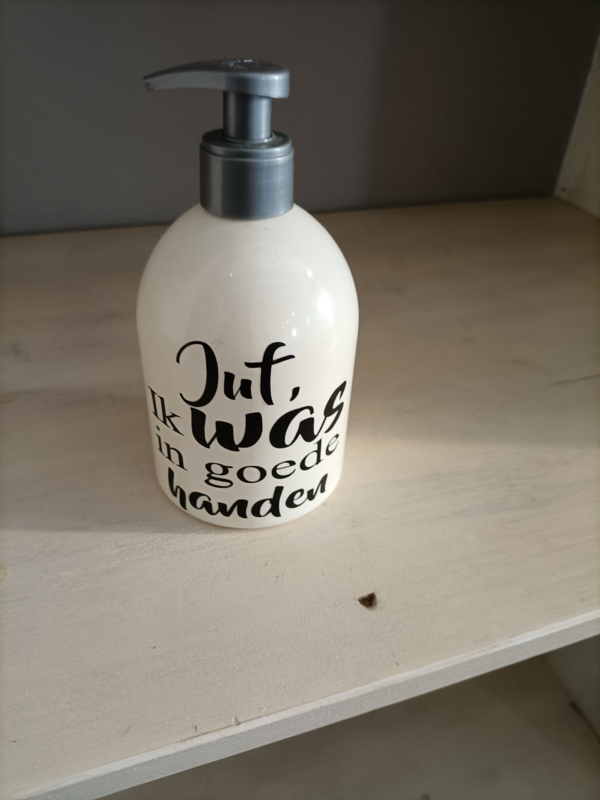 Juf,
Ik was
in goede
handen